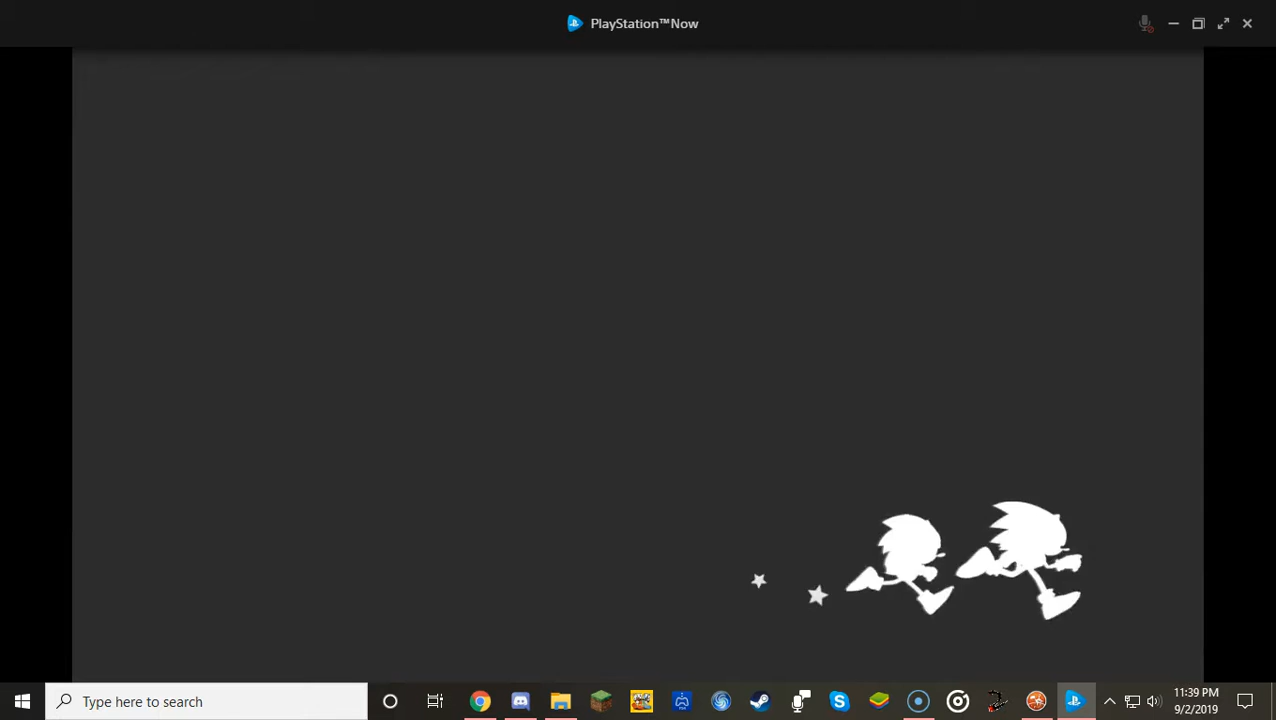 PlayStation™Now
Type here to search
11:39 PM
9/2/2019